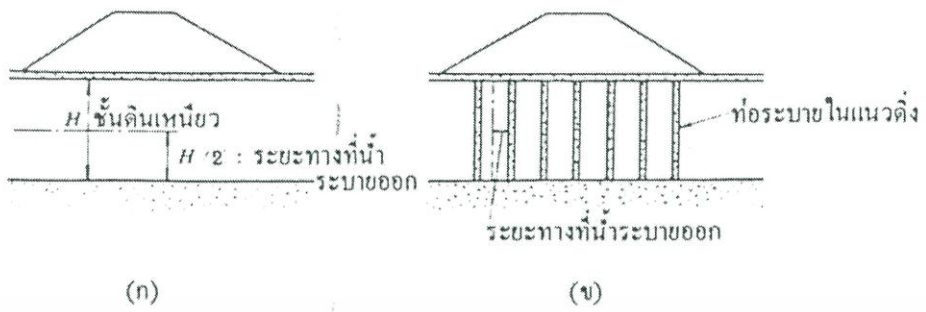 H ชั้นดินเหนียว
H/2 : ระยะทางที่น้ำ
ระบายออก
(ก)
ท่อระบายในแนวดิ่ง
ระยะทางที่น้ำระบายออก
(ข)